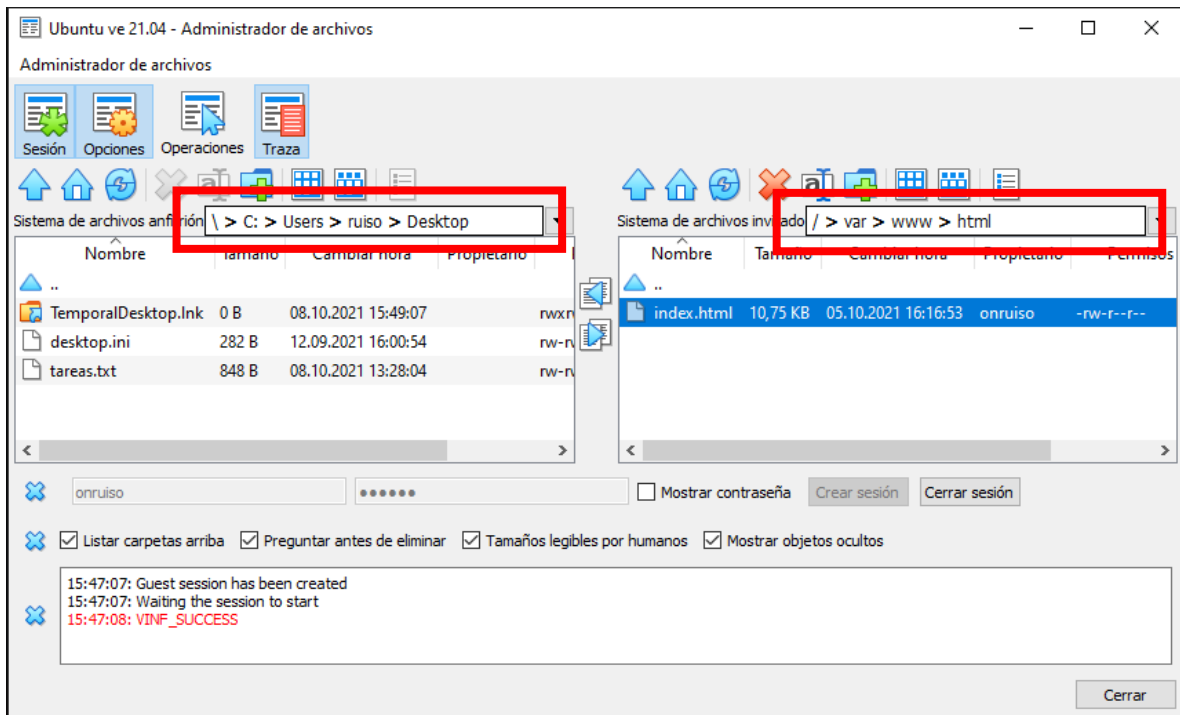 Ubuntu ve 21.04 - Administrador de archivos
Administrador de archivos
Sesión Opciones Operaciones Traza
Sistema de archivos anfitrión \ > C: > Users > ruiso > Desktop
Nombre Tamaño Cambiar hora Propietario
..
TemporalDesktop.lnk 0 B 08.10.2021 15:49:07
desktop.ini 282 B 12.09.2021 16:00:54
tareas.txt 848 B 08.10.2021 13:28:04
Sistema de archivos invitado / > var > www > html
Nombre Tamaño Cambiar hora Propietario Permisos
..
index.html 10,75 KB 05.10.2021 16:16:53 onruiso -rw-r--r--
onruiso ●●●●●● Mostrar contraseña Crear sesión Cerrar sesión
Listar carpetas arriba Preguntar antes de eliminar Tamaños legibles por humanos Mostrar objetos ocultos
15:47:07: Guest session has been created
15:47:07: Waiting the session to start
15:47:08: VINF_SUCCESS
Cerrar